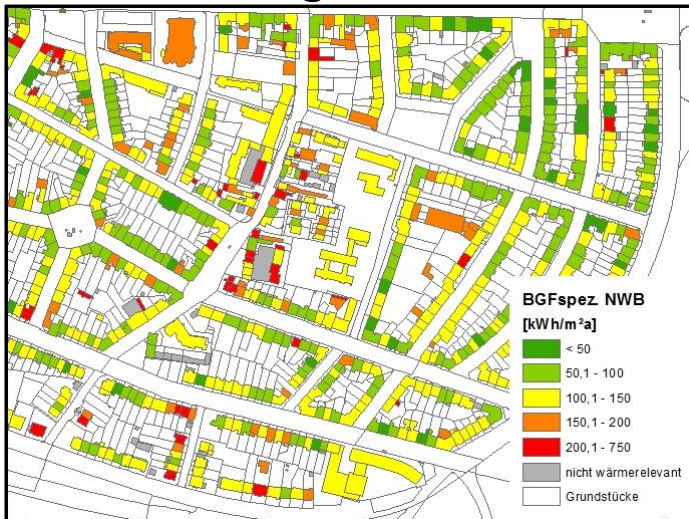 BGFspez. NWB
[kWh/m²a]
< 50
50,1 - 100
100,1 - 150
150,1 - 200
200,1 - 750
nicht wärmerelevant
Grundstücke